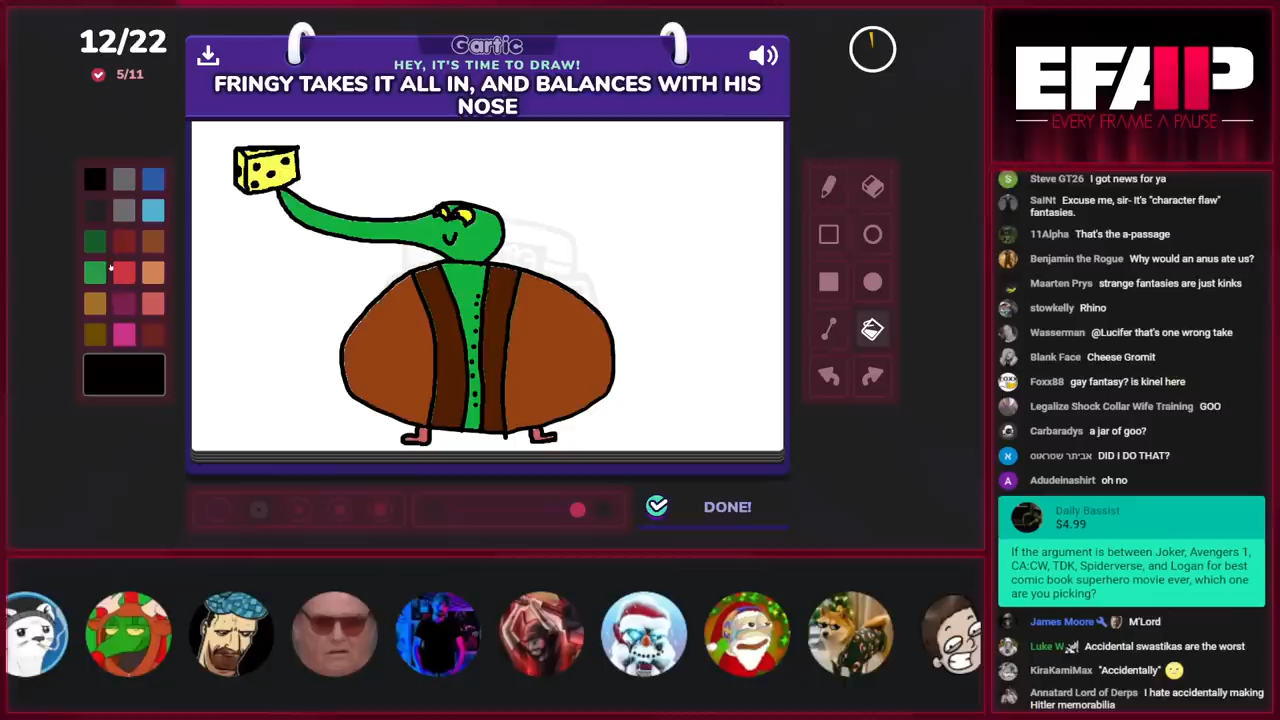 12/22
5/11
Gartic
HEY, IT'S TIME TO DRAW!
FRINGY TAKES IT ALL IN, AND BALANCES WITH HIS
NOSE
DONE!
EFAP
EVERY FRAME A PAUSE
Steve GT26 I got news for ya
SaINt Excuse me, sir- It's "character flaw"
fantasies.
11Alpha That's the a-passage
Benjamin the Rogue Why would an anus ate us?
Maarten Prys strange fantasies are just kinks
stowkelly Rhino
Wasserman @Lucifer that's one wrong take
Blank Face Cheese Gromit
Foxx88 gay fantasy? is kinel here
Legalize Shock Collar Wife Training GOO
Carbaradys a jar of goo?
אביתר שסראוס DID I DO THAT?
Adudeinashirt oh no
Daily Bassist
$4.99
If the argument is between Joker, Avengers 1,
CA:CW, TDK, Spiderverse, and Logan for best
comic book superhero movie ever, which one
are you picking?
James Moore M'Lord
Luke W Accidental swastikas are the worst
KiraKamiMax "Accidentally"
Annatard Lord of Derps I hate accidentally making
Hitler memorabilia